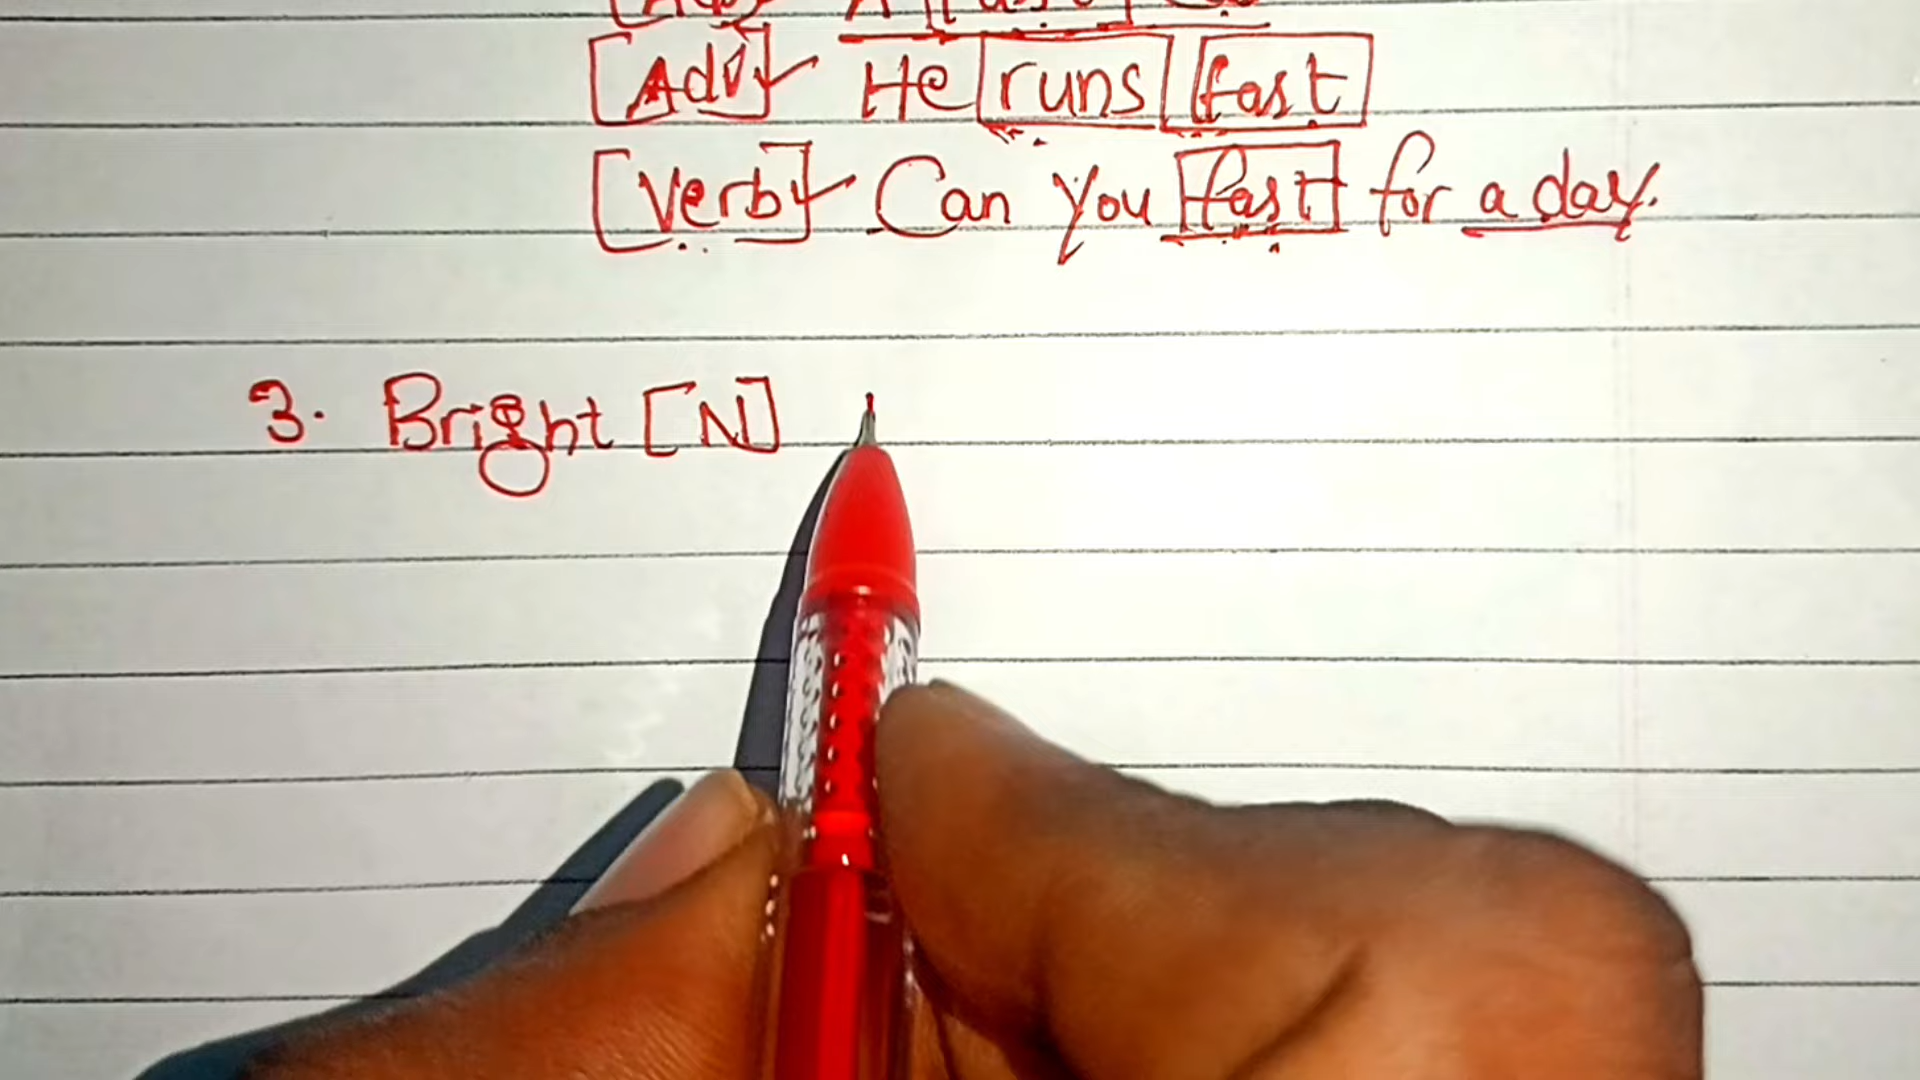 [Adv] He runs fast
[Verb] Can You fast for a day.
3. Bright [N]